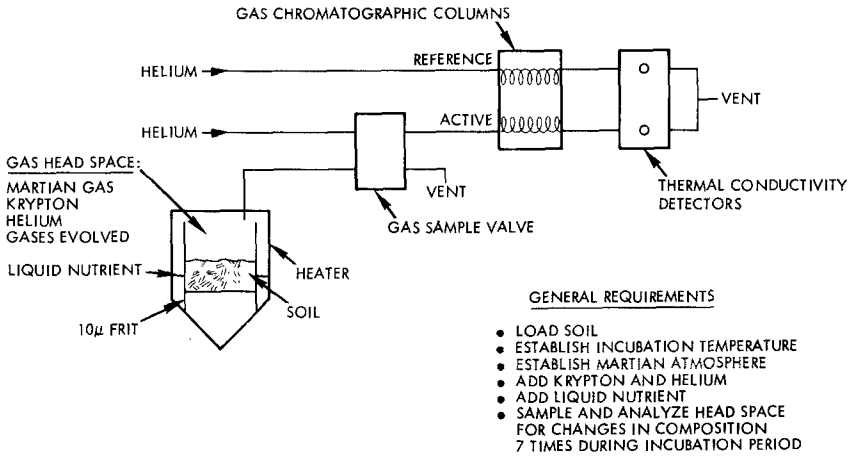 GAS CHROMATOGRAPHIC COLUMNS
REFERENCE
HELIUM
VENT
ACTIVE
HELIUM
GAS HEAD SPACE:
MARTIAN GAS
KRYPTON
HELIUM
GASES EVOLVED
VENT
THERMAL CONDUCTIVITY
DETECTORS
GAS SAMPLE VALVE
LIQUID NUTRIENT
HEATER
SOIL
10μ FRIT
GENERAL REQUIREMENTS
• LOAD SOIL
• ESTABLISH INCUBATION TEMPERATURE
• ESTABLISH MARTIAN ATMOSPHERE
• ADD KRYPTON AND HELIUM
• ADD LIQUID NUTRIENT
• SAMPLE AND ANALYZE HEAD SPACE
FOR CHANGES IN COMPOSITION
7 TIMES DURING INCUBATION PERIOD